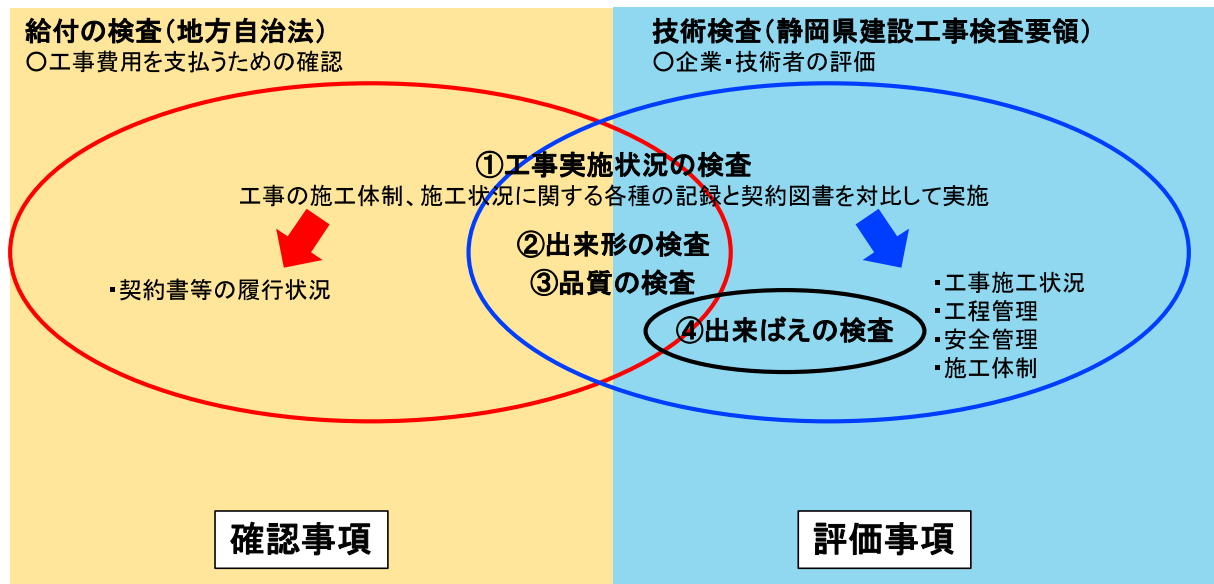 給付の検査（地方自治法）
○工事費用を支払うための確認
技術検査（静岡県建設工事検査要領）
○企業・技術者の評価
①工事実施状況の検査
工事の施工体制、施工状況に関する各種の記録と契約図書を対比して実施
②出来形の検査
③品質の検査
④出来ばえの検査
・契約書等の履行状況
・工事施工状況
・工程管理
・安全管理
・施工体制
確認事項
評価事項